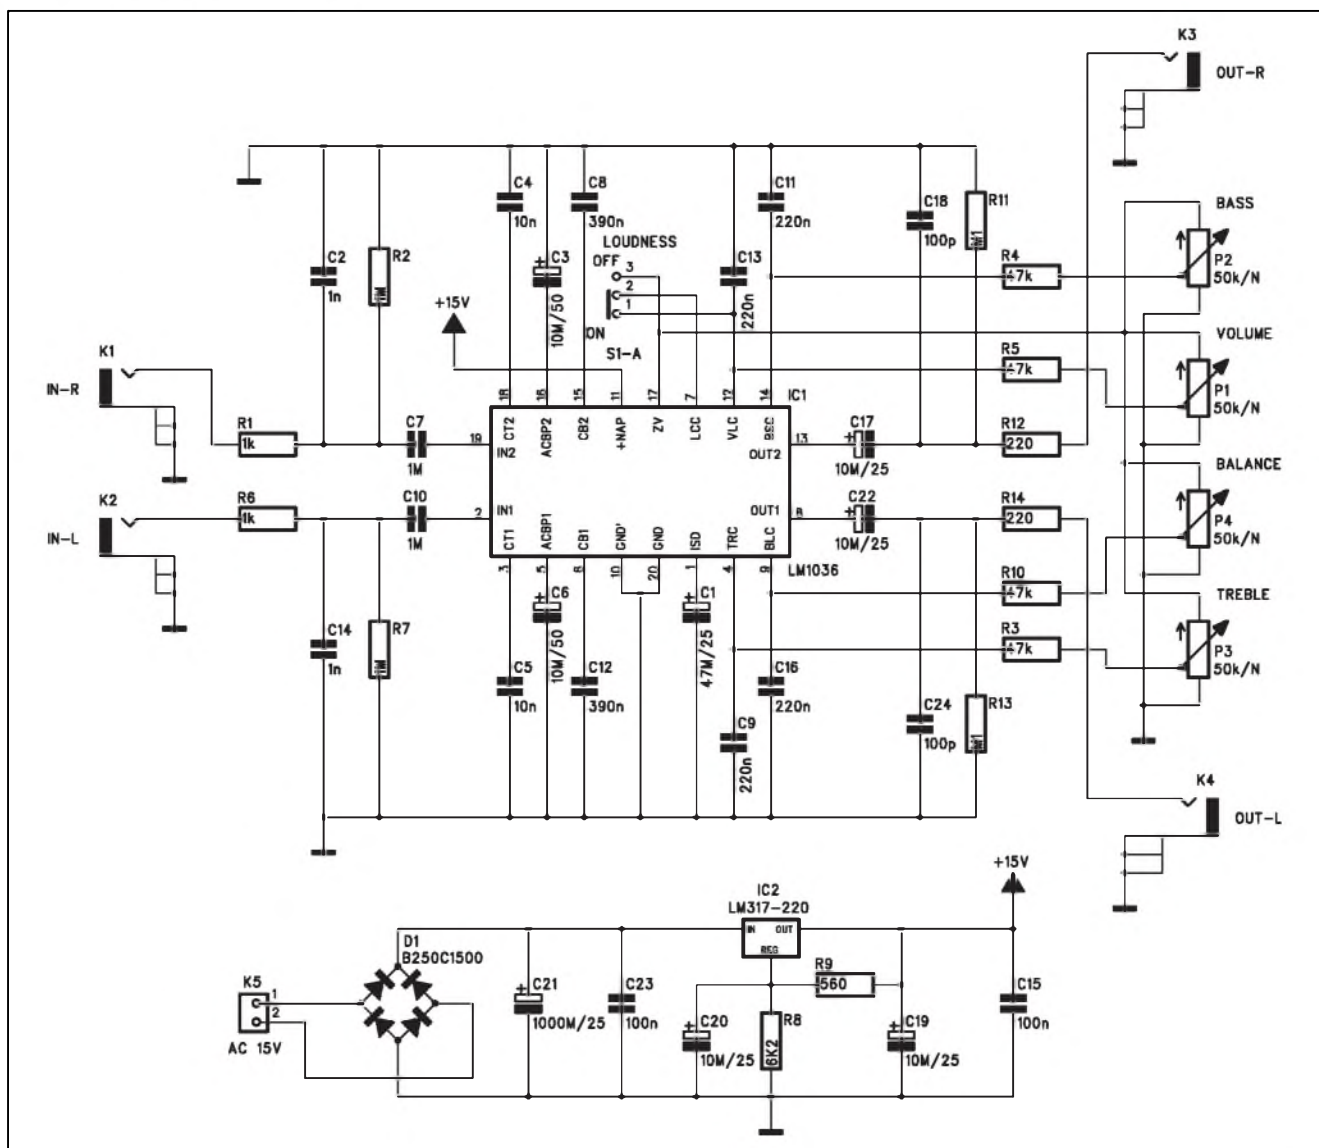 K3
OUT-R
C4
10n
C8
390n
C11
220n
C18
100p
R11
M1
BASS
P2
50k/N
C2
1n
R2
1M
C3
10M/50
LOUDNESS
OFF
3
2
1
ON
S1-A
C13
220n
R4
47k
+15V
VOLUME
P1
50k/N
K1
IN-R
R5
47k
R1
1k
C7
1M
18
16
15
11
17
7
12
14
IC1
CT2
ACBP2
CB2
+NAP
ZV
LCC
VLC
BSC
19
IN2
13
OUT2
C17
10M/25
R12
220
BALANCE
P4
50k/N
K2
IN-L
R6
1k
C10
1M
2
IN1
8
OUT1
C22
10M/25
R14
220
CT1
ACBP1
CB1
GND'
GND
ISD
TRC
BLC
LM1036
3
5
6
10
20
1
4
9
R10
47k
TREBLE
P3
50k/N
C14
1n
R7
1M
C6
10M/50
C1
47M/25
R3
47k
C5
10n
C12
390n
C16
220n
C9
220n
C24
100p
R13
M1
K4
OUT-L
+15V
IC2
LM317-220
IN
OUT
REG
D1
B250C1500
K5
1
2
AC 15V
C21
1000M/25
C23
100n
C20
10M/25
R8
6K2
R9
560
C19
10M/25
C15
100n